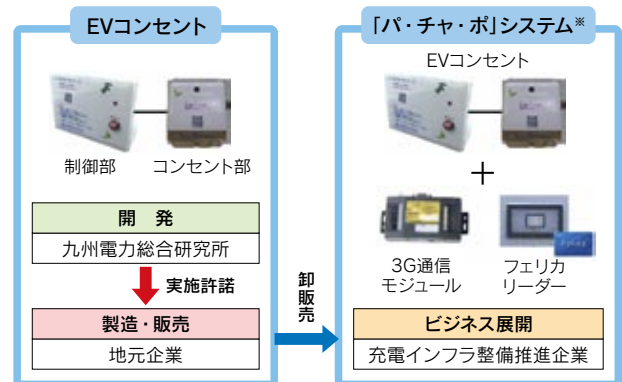 EVコンセント
制御部
コンセント部
開 発
九州電力総合研究所
実施許諾
製造・販売
地元企業
卸販売
「パ・チャ・ポ」システム※
EVコンセント
+
3G通信
モジュール
フェリカ
リーダー
ビジネス展開
充電インフラ整備推進企業